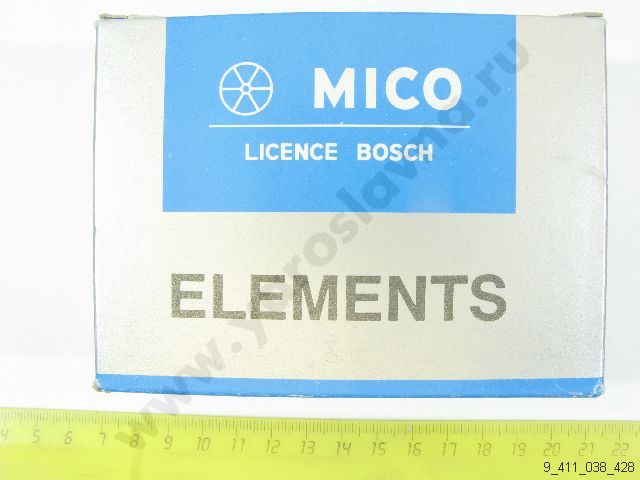 MICO
LICENCE BOSCH
ELEMENTS
www.yaroslavna.ru
4 5 6 7 8 9 10 11 12 13 14 15 16 17 18 19 20 21 22
9_411_038_428